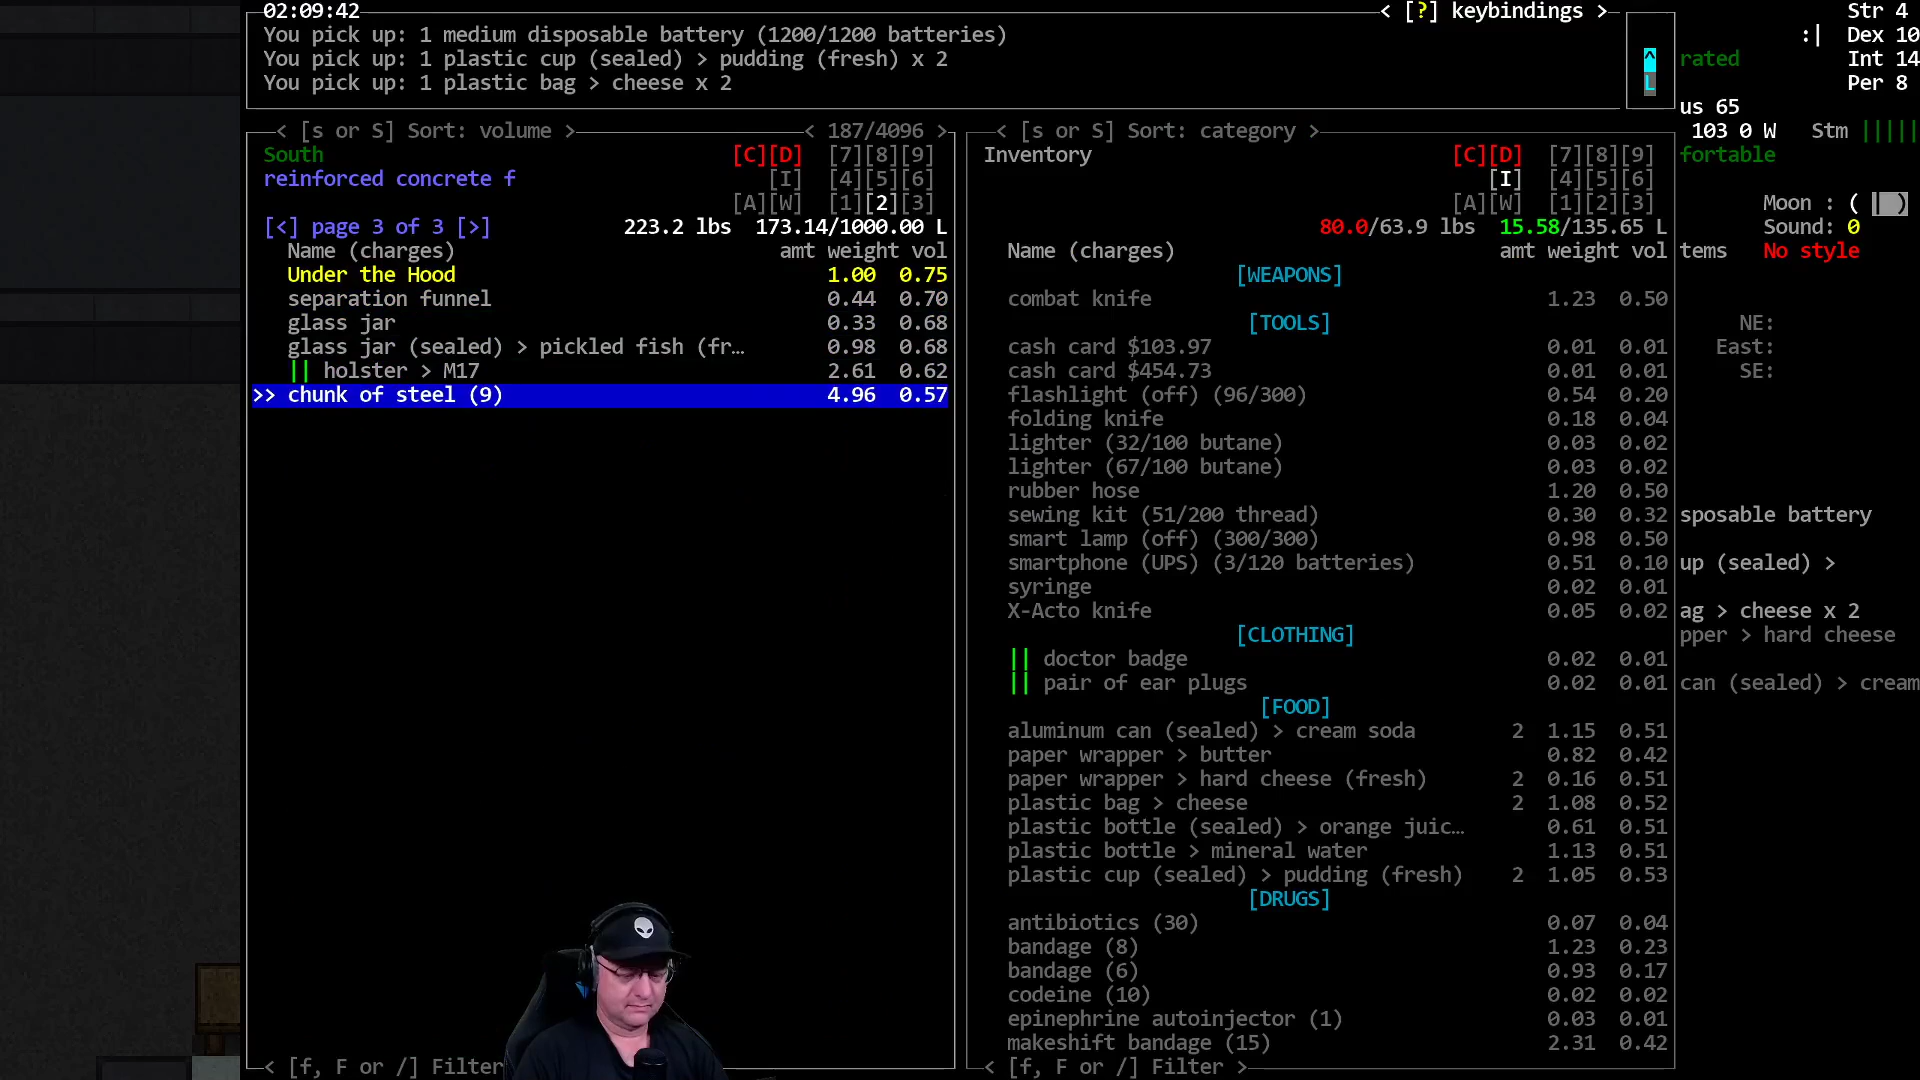 02:09:42
< [?] keybindings >
You pick up: 1 medium disposable battery (1200/1200 batteries)
You pick up: 1 plastic cup (sealed) > pudding (fresh) x 2
You pick up: 1 plastic bag > cheese x 2
^
L
Str 4
:| Dex 10
rated Int 14
Per 8
us 65
103 0 W Stm |||||
fortable
Moon : ( | )
Sound: 0
tems No style
NE:
East:
SE:
sposable battery
up (sealed) >
ag > cheese x 2
pper > hard cheese
can (sealed) > cream
< [s or S] Sort: volume > < 187/4096 >
South [C][D] [7][8][9]
reinforced concrete f [I] [4][5][6]
[A][W] [1][2][3]
[<] page 3 of 3 [>] 223.2 lbs 173.14/1000.00 L
Name (charges) amt weight vol
Under the Hood 1.00 0.75
separation funnel 0.44 0.70
glass jar 0.33 0.68
glass jar (sealed) > pickled fish (fr… 0.98 0.68
|| holster > M17 2.61 0.62
>> chunk of steel (9) 4.96 0.57
< [f, F or /] Filter
< [s or S] Sort: category >
Inventory [C][D] [7][8][9]
[I] [4][5][6]
[A][W] [1][2][3]
80.0/63.9 lbs 15.58/135.65 L
Name (charges) amt weight vol
[WEAPONS]
combat knife 1.23 0.50
[TOOLS]
cash card $103.97 0.01 0.01
cash card $454.73 0.01 0.01
flashlight (off) (96/300) 0.54 0.20
folding knife 0.18 0.04
lighter (32/100 butane) 0.03 0.02
lighter (67/100 butane) 0.03 0.02
rubber hose 1.20 0.50
sewing kit (51/200 thread) 0.30 0.32
smart lamp (off) (300/300) 0.98 0.50
smartphone (UPS) (3/120 batteries) 0.51 0.10
syringe 0.02 0.01
X-Acto knife 0.05 0.02
[CLOTHING]
|| doctor badge 0.02 0.01
|| pair of ear plugs 0.02 0.01
[FOOD]
aluminum can (sealed) > cream soda 2 1.15 0.51
paper wrapper > butter 0.82 0.42
paper wrapper > hard cheese (fresh) 2 0.16 0.51
plastic bag > cheese 2 1.08 0.52
plastic bottle (sealed) > orange juic… 0.61 0.51
plastic bottle > mineral water 1.13 0.51
plastic cup (sealed) > pudding (fresh) 2 1.05 0.53
[DRUGS]
antibiotics (30) 0.07 0.04
bandage (8) 1.23 0.23
bandage (6) 0.93 0.17
codeine (10) 0.02 0.02
epinephrine autoinjector (1) 0.03 0.01
makeshift bandage (15) 2.31 0.42
< [f, F or /] Filter >